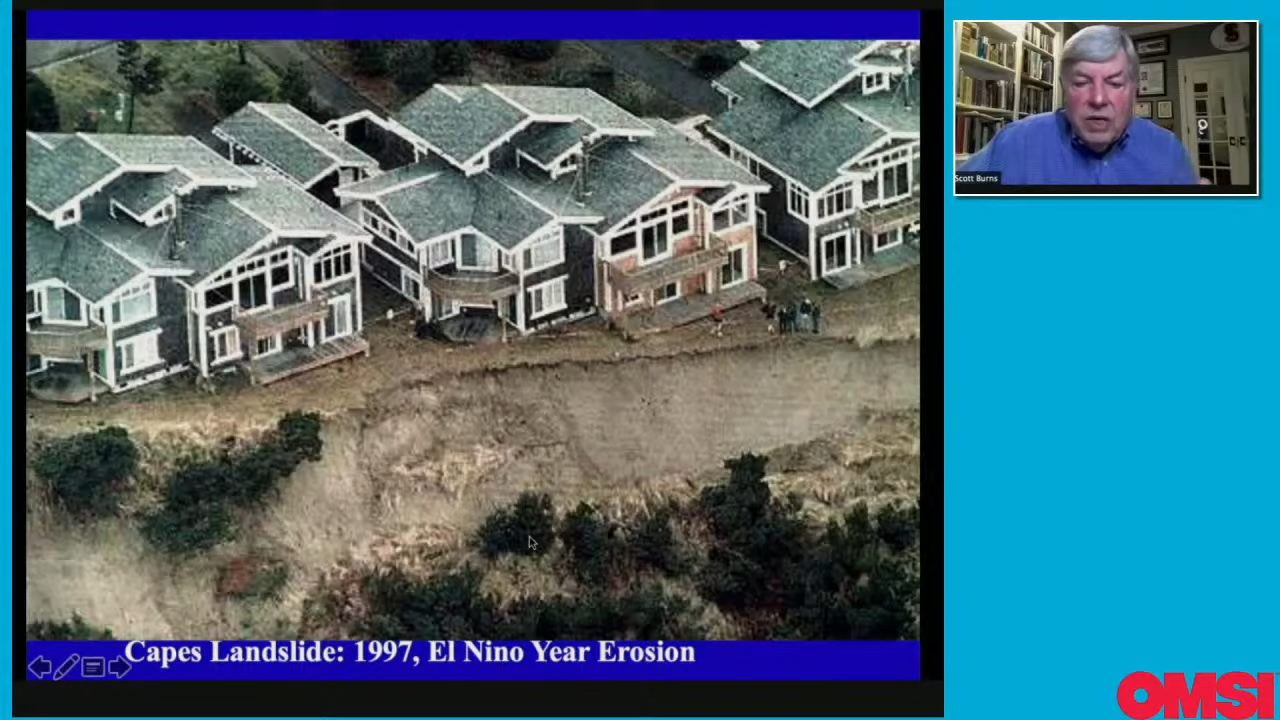 Scott Burns
Capes Landslide: 1997, El Nino Year Erosion
OMSI